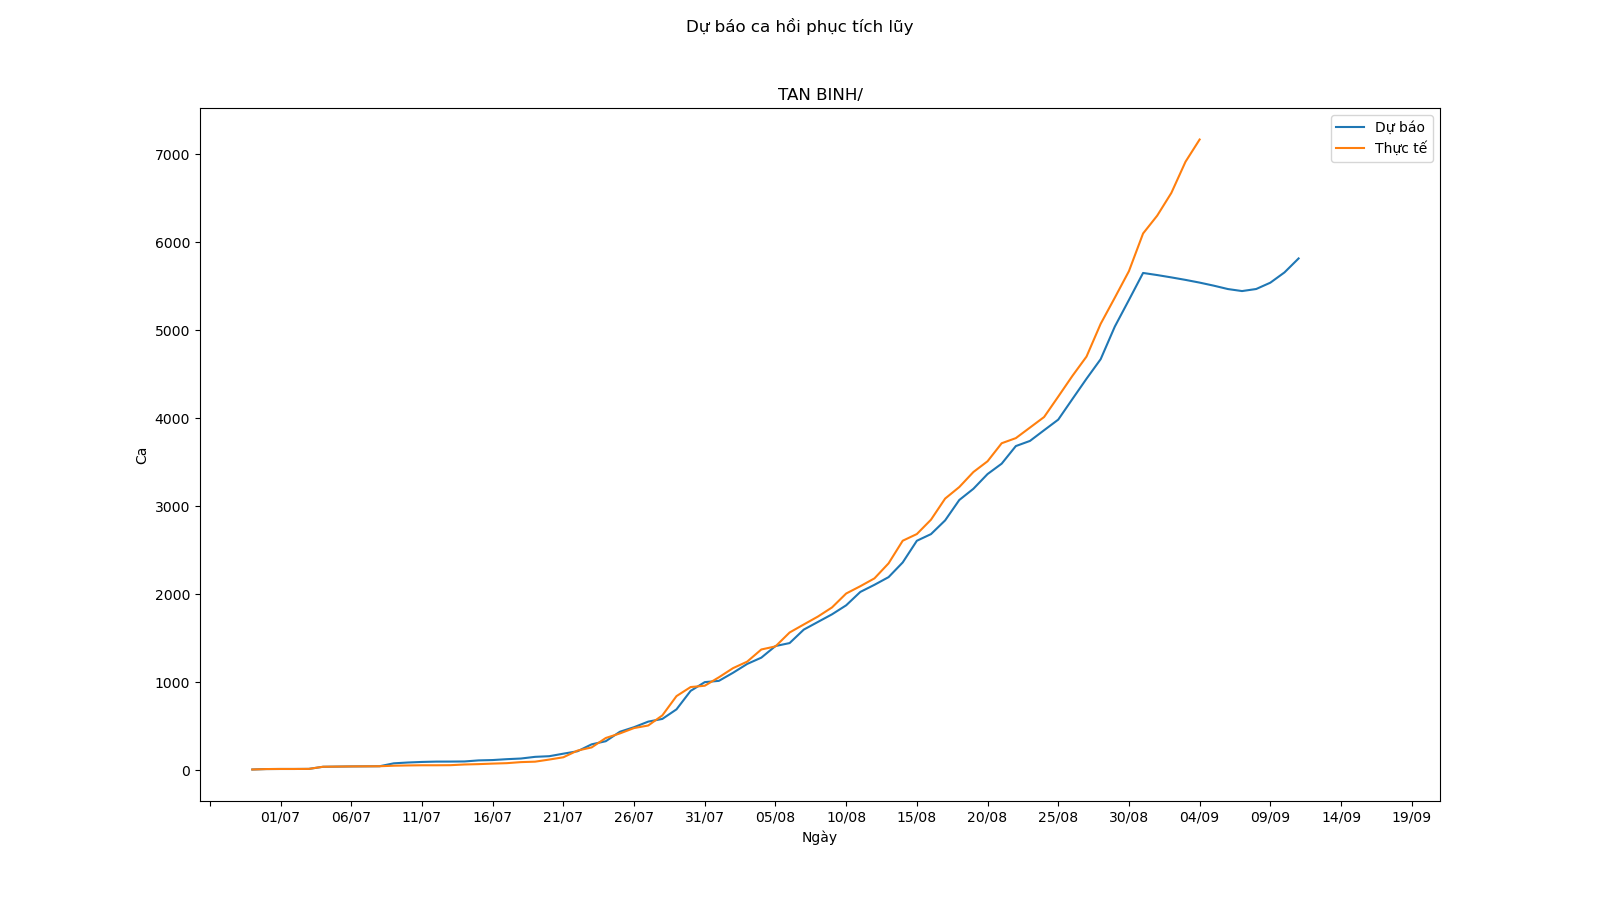 Dự báo ca hồi phục tích lũy
TAN BINH/
Dự báo
Thực tế
7000
6000
5000
4000
3000
2000
1000
0
Ca
01/07 06/07 11/07 16/07 21/07 26/07 31/07 05/08 10/08 15/08 20/08 25/08 30/08 04/09 09/09 14/09 19/09
Ngày